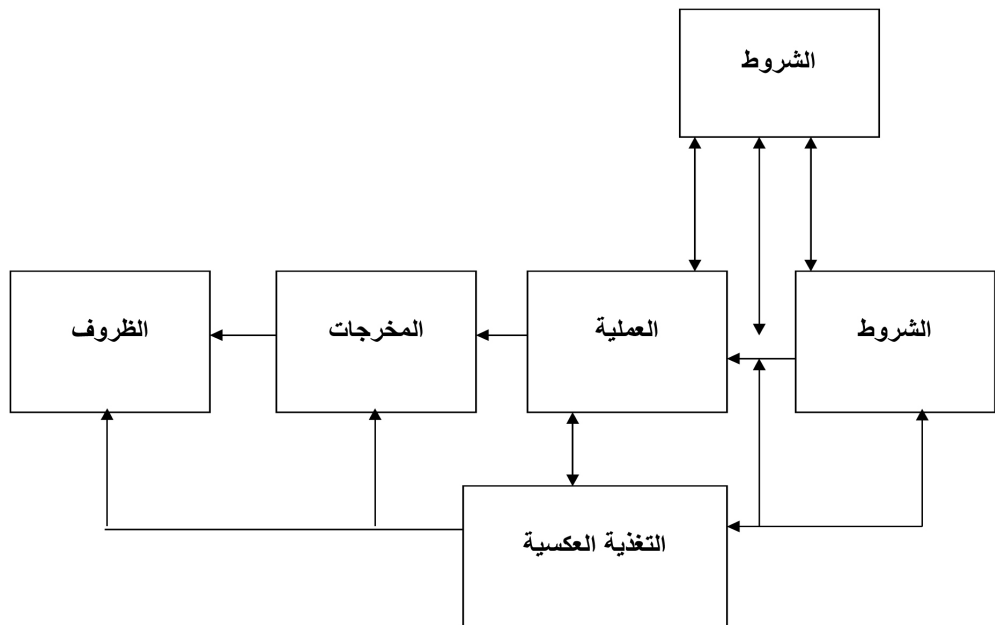 الشروط
الشروط
العملية
المخرجات
الظروف
التغذية العكسية